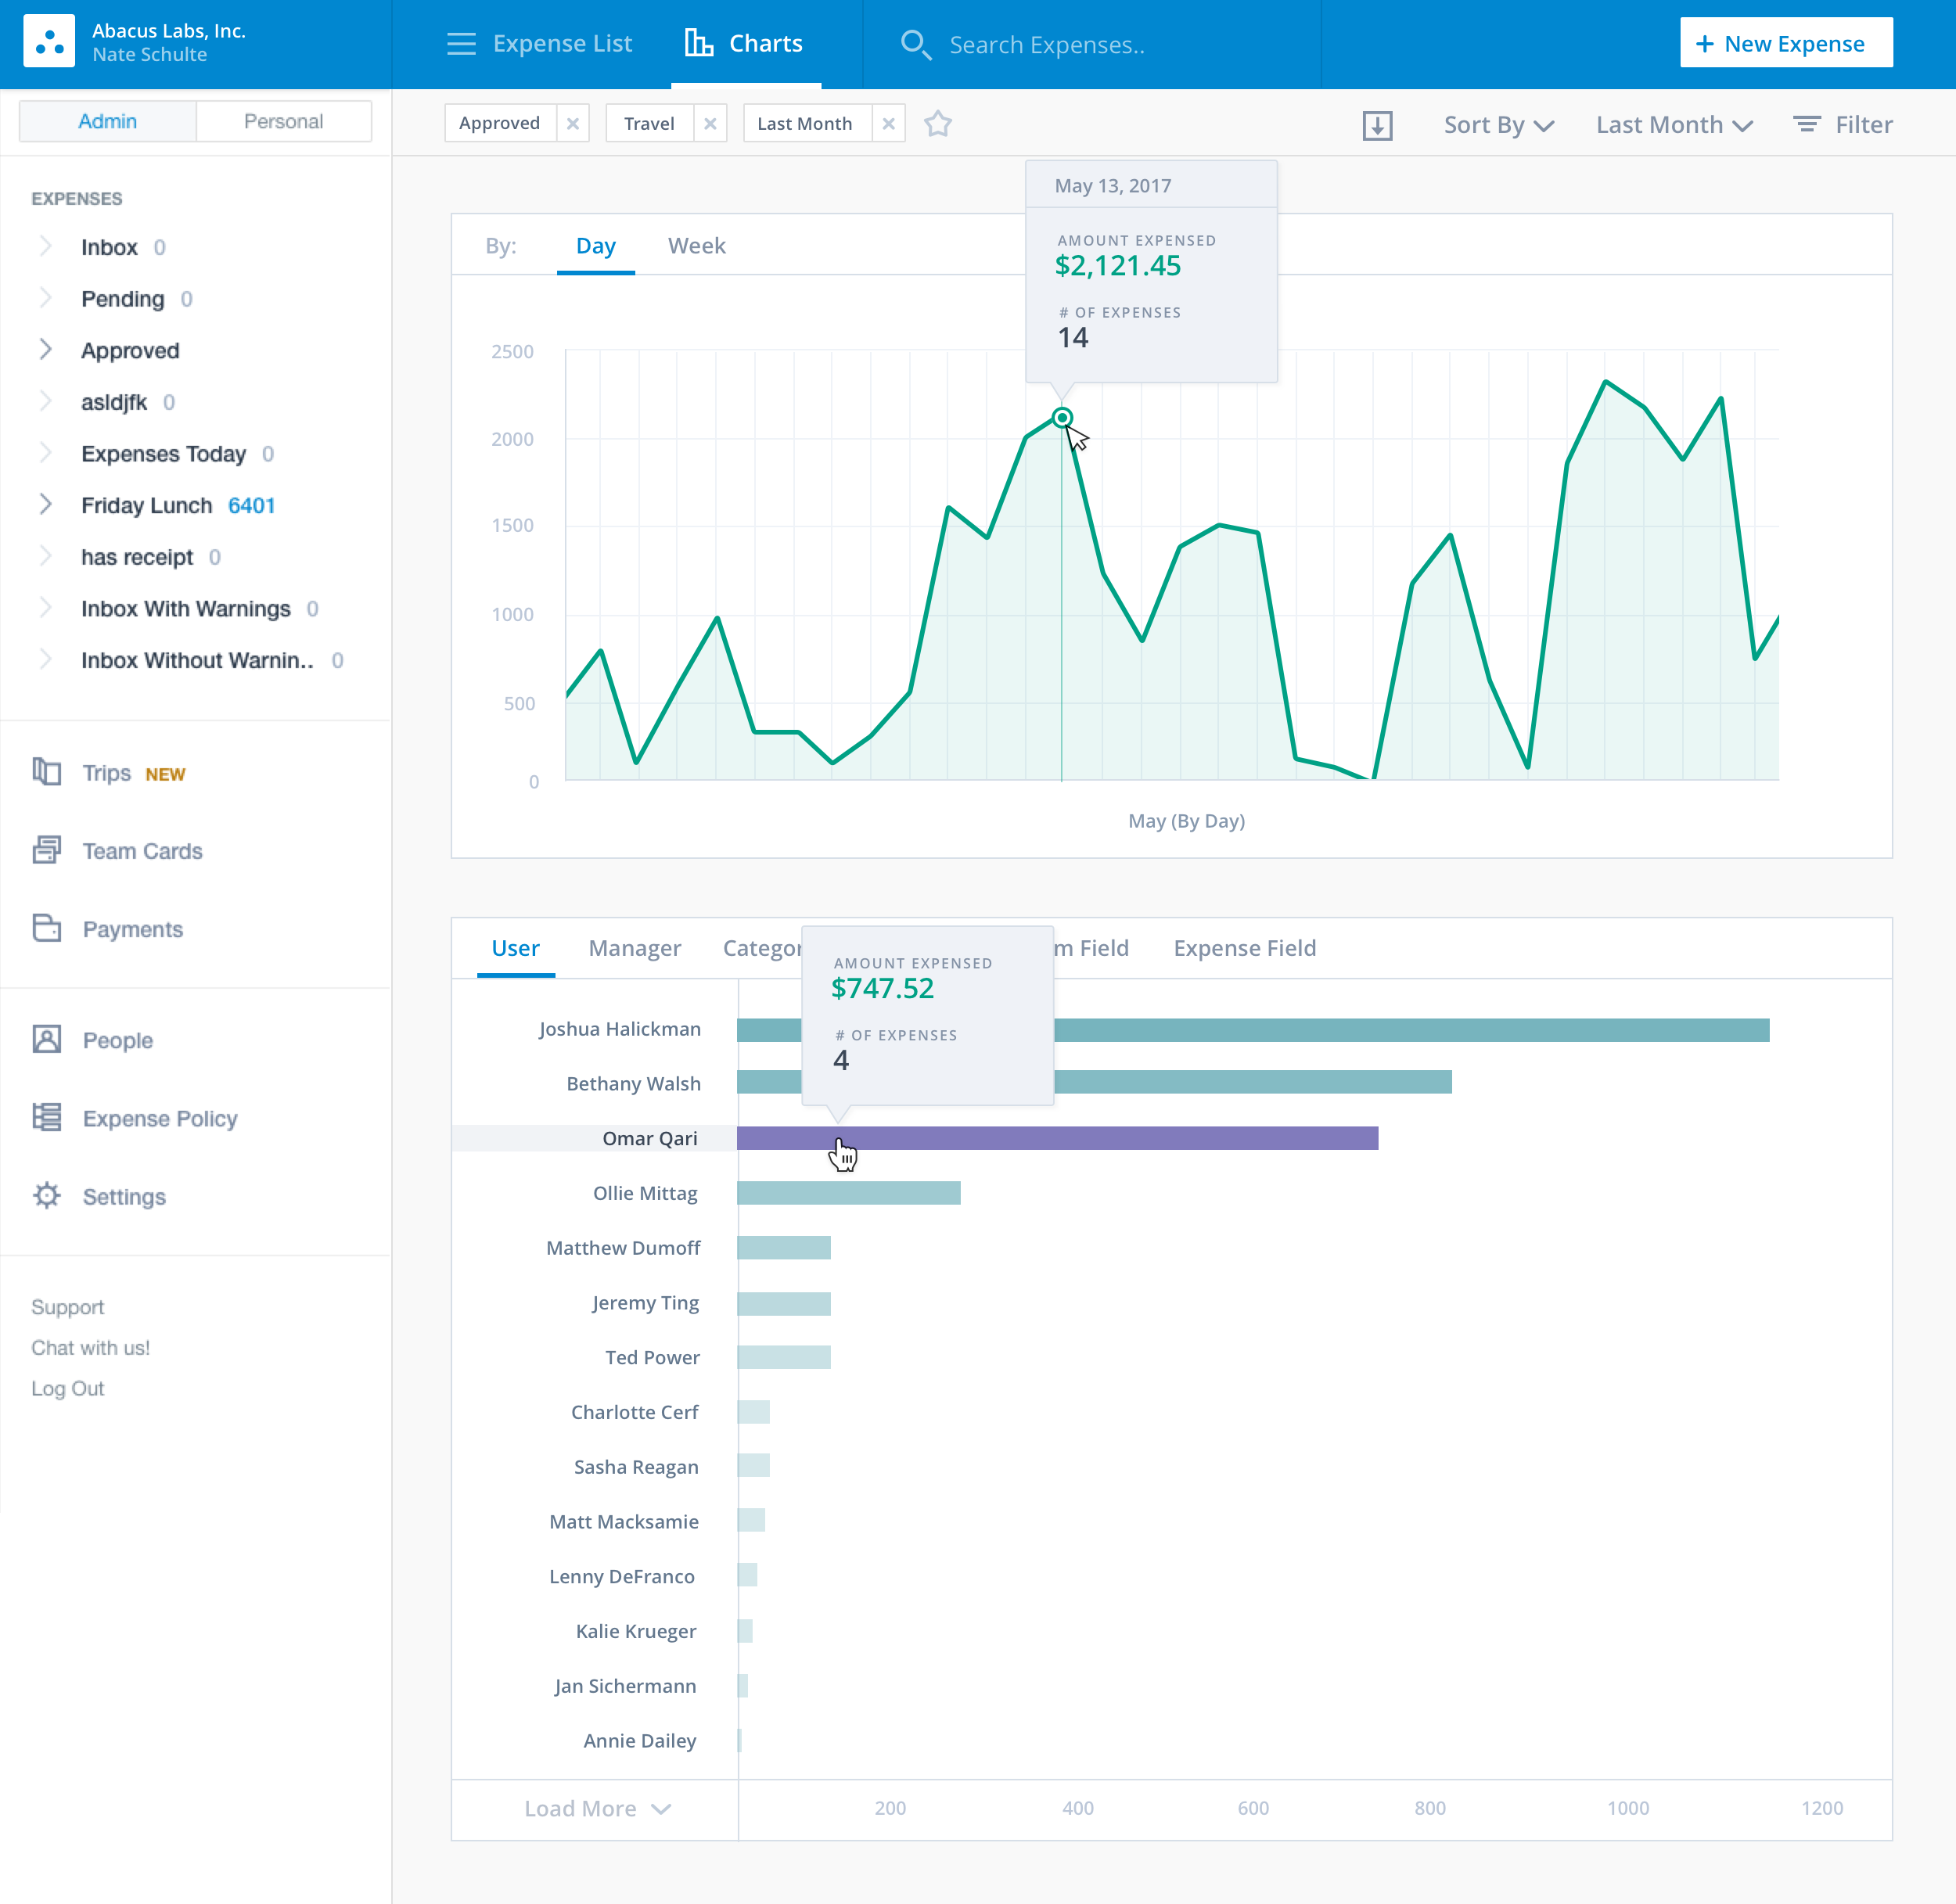 Abacus Labs, Inc.
Nate Schulte
Expense List
Charts
Search Expenses..
+ New Expense
Admin
Personal
Approved ×
Travel ×
Last Month ×
Sort By
Last Month
Filter
EXPENSES
Inbox 0
Pending 0
Approved
asldjfk 0
Expenses Today 0
Friday Lunch 6401
has receipt 0
Inbox With Warnings 0
Inbox Without Warnin.. 0
Trips NEW
Team Cards
Payments
People
Expense Policy
Settings
Support
Chat with us!
Log Out
By:
Day
Week
May 13, 2017
AMOUNT EXPENSED
$2,121.45
# OF EXPENSES
14
2500
2000
1500
1000
500
0
May (By Day)
User
Manager
Categor
m Field
Expense Field
AMOUNT EXPENSED
$747.52
# OF EXPENSES
4
Joshua Halickman
Bethany Walsh
Omar Qari
Ollie Mittag
Matthew Dumoff
Jeremy Ting
Ted Power
Charlotte Cerf
Sasha Reagan
Matt Macksamie
Lenny DeFranco
Kalie Krueger
Jan Sichermann
Annie Dailey
Load More
200
400
600
800
1000
1200